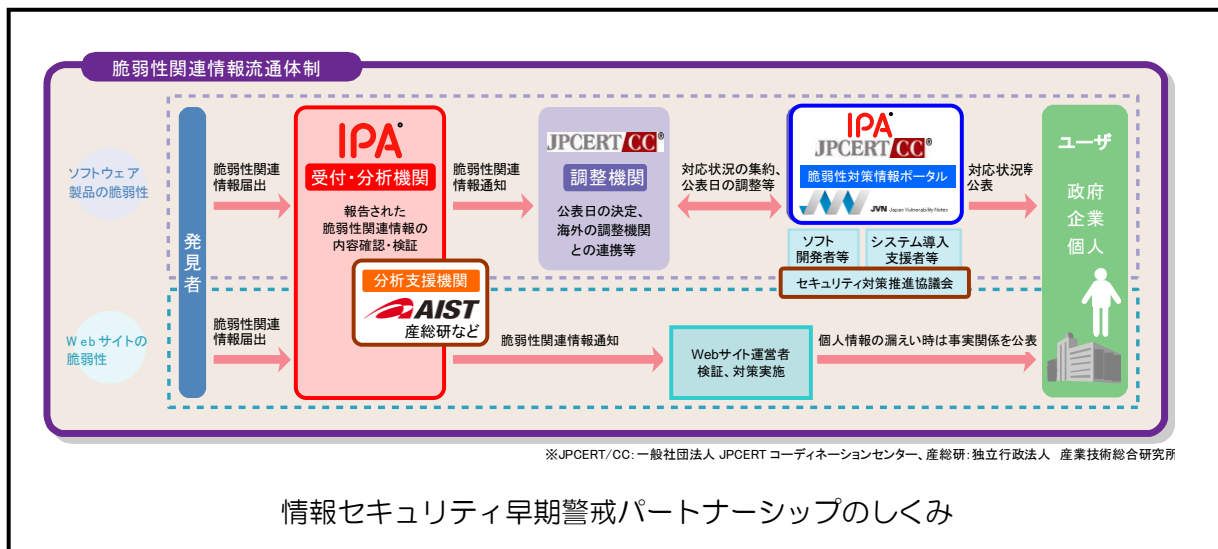 脆弱性関連情報流通体制
ソフトウェア
製品の脆弱性
Webサイトの
脆弱性
発見者
脆弱性関連
情報届出
脆弱性関連
情報届出
IPA
受付・分析機関
報告された
脆弱性関連情報の
内容確認・検証
分析支援機関
AIST
産総研など
脆弱性関連
情報通知
JPCERT CC®
調整機関
公表日の決定、
海外の調整機関
との連携等
対応状況の集約、
公表日の調整等
IPA
JPCERT CC®
脆弱性対策情報ポータル
JVN Japan Vulnerability Notes
ソフト
開発者等
システム導入
支援者等
セキュリティ対策推進協議会
対応状況等
公表
脆弱性関連情報通知
Webサイト運営者
検証、対策実施
個人情報の漏えい時は事実関係を公表
ユーザ
政府
企業
個人
※JPCERT/CC:一般社団法人 JPCERT コーディネーションセンター、産総研:独立行政法人 産業技術総合研究所
情報セキュリティ早期警戒パートナーシップのしくみ